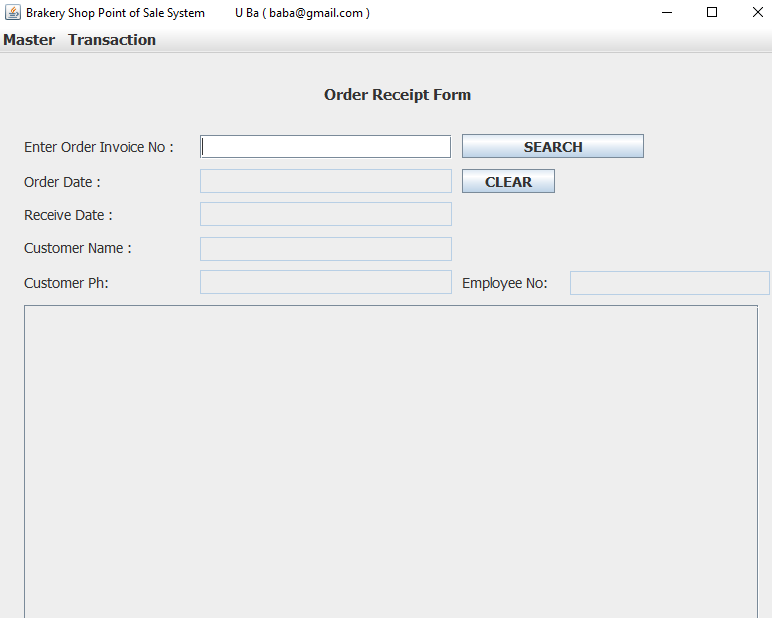 Brakery Shop Point of Sale System U Ba ( baba@gmail.com )
Master Transaction
Order Receipt Form
Enter Order Invoice No : SEARCH
Order Date : CLEAR
Receive Date :
Customer Name :
Customer Ph: Employee No: